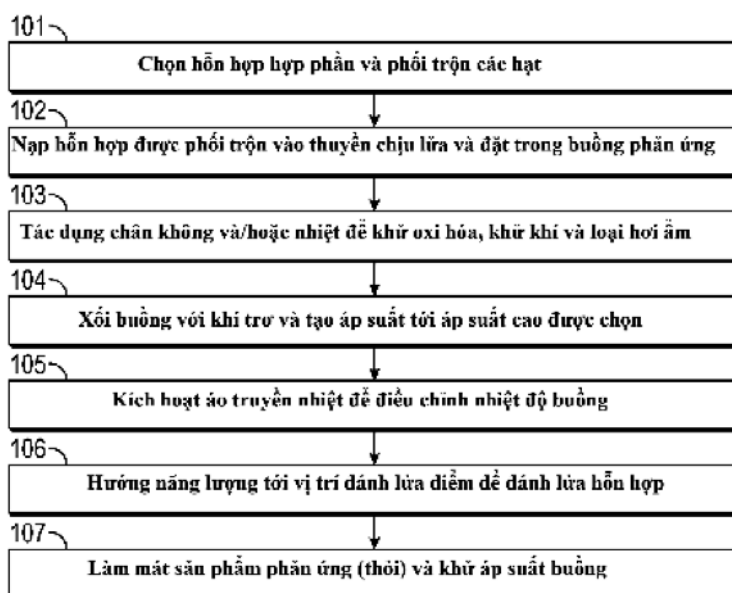 101
Chọn hỗn hợp hợp phần và phối trộn các hạt
102
Nạp hỗn hợp được phối trộn vào thuyền chịu lửa và đặt trong buồng phản ứng
103
Tác dụng chân không và/hoặc nhiệt để khử oxi hóa, khử khí và loại hơi ẩm
104
Xối buồng với khí trơ và tạo áp suất tới áp suất cao được chọn
105
Kích hoạt áo truyền nhiệt để điều chỉnh nhiệt độ buồng
106
Hướng năng lượng tới vị trí đánh lửa điểm để đánh lửa hỗn hợp
107
Làm mát sản phẩm phản ứng (thỏi) và khử áp suất buồng